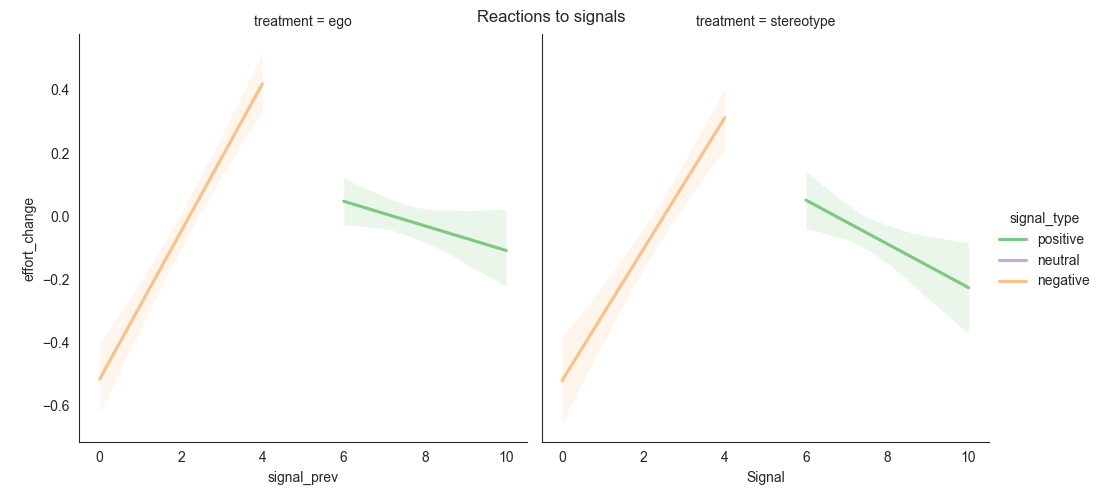 Reactions to signals
treatment = ego
treatment = stereotype
effort_change
0.4
0.2
0.0
−0.2
−0.4
−0.6
0 2 4 6 8 10
0 2 4 6 8 10
signal_prev
Signal
signal_type
positive
neutral
negative